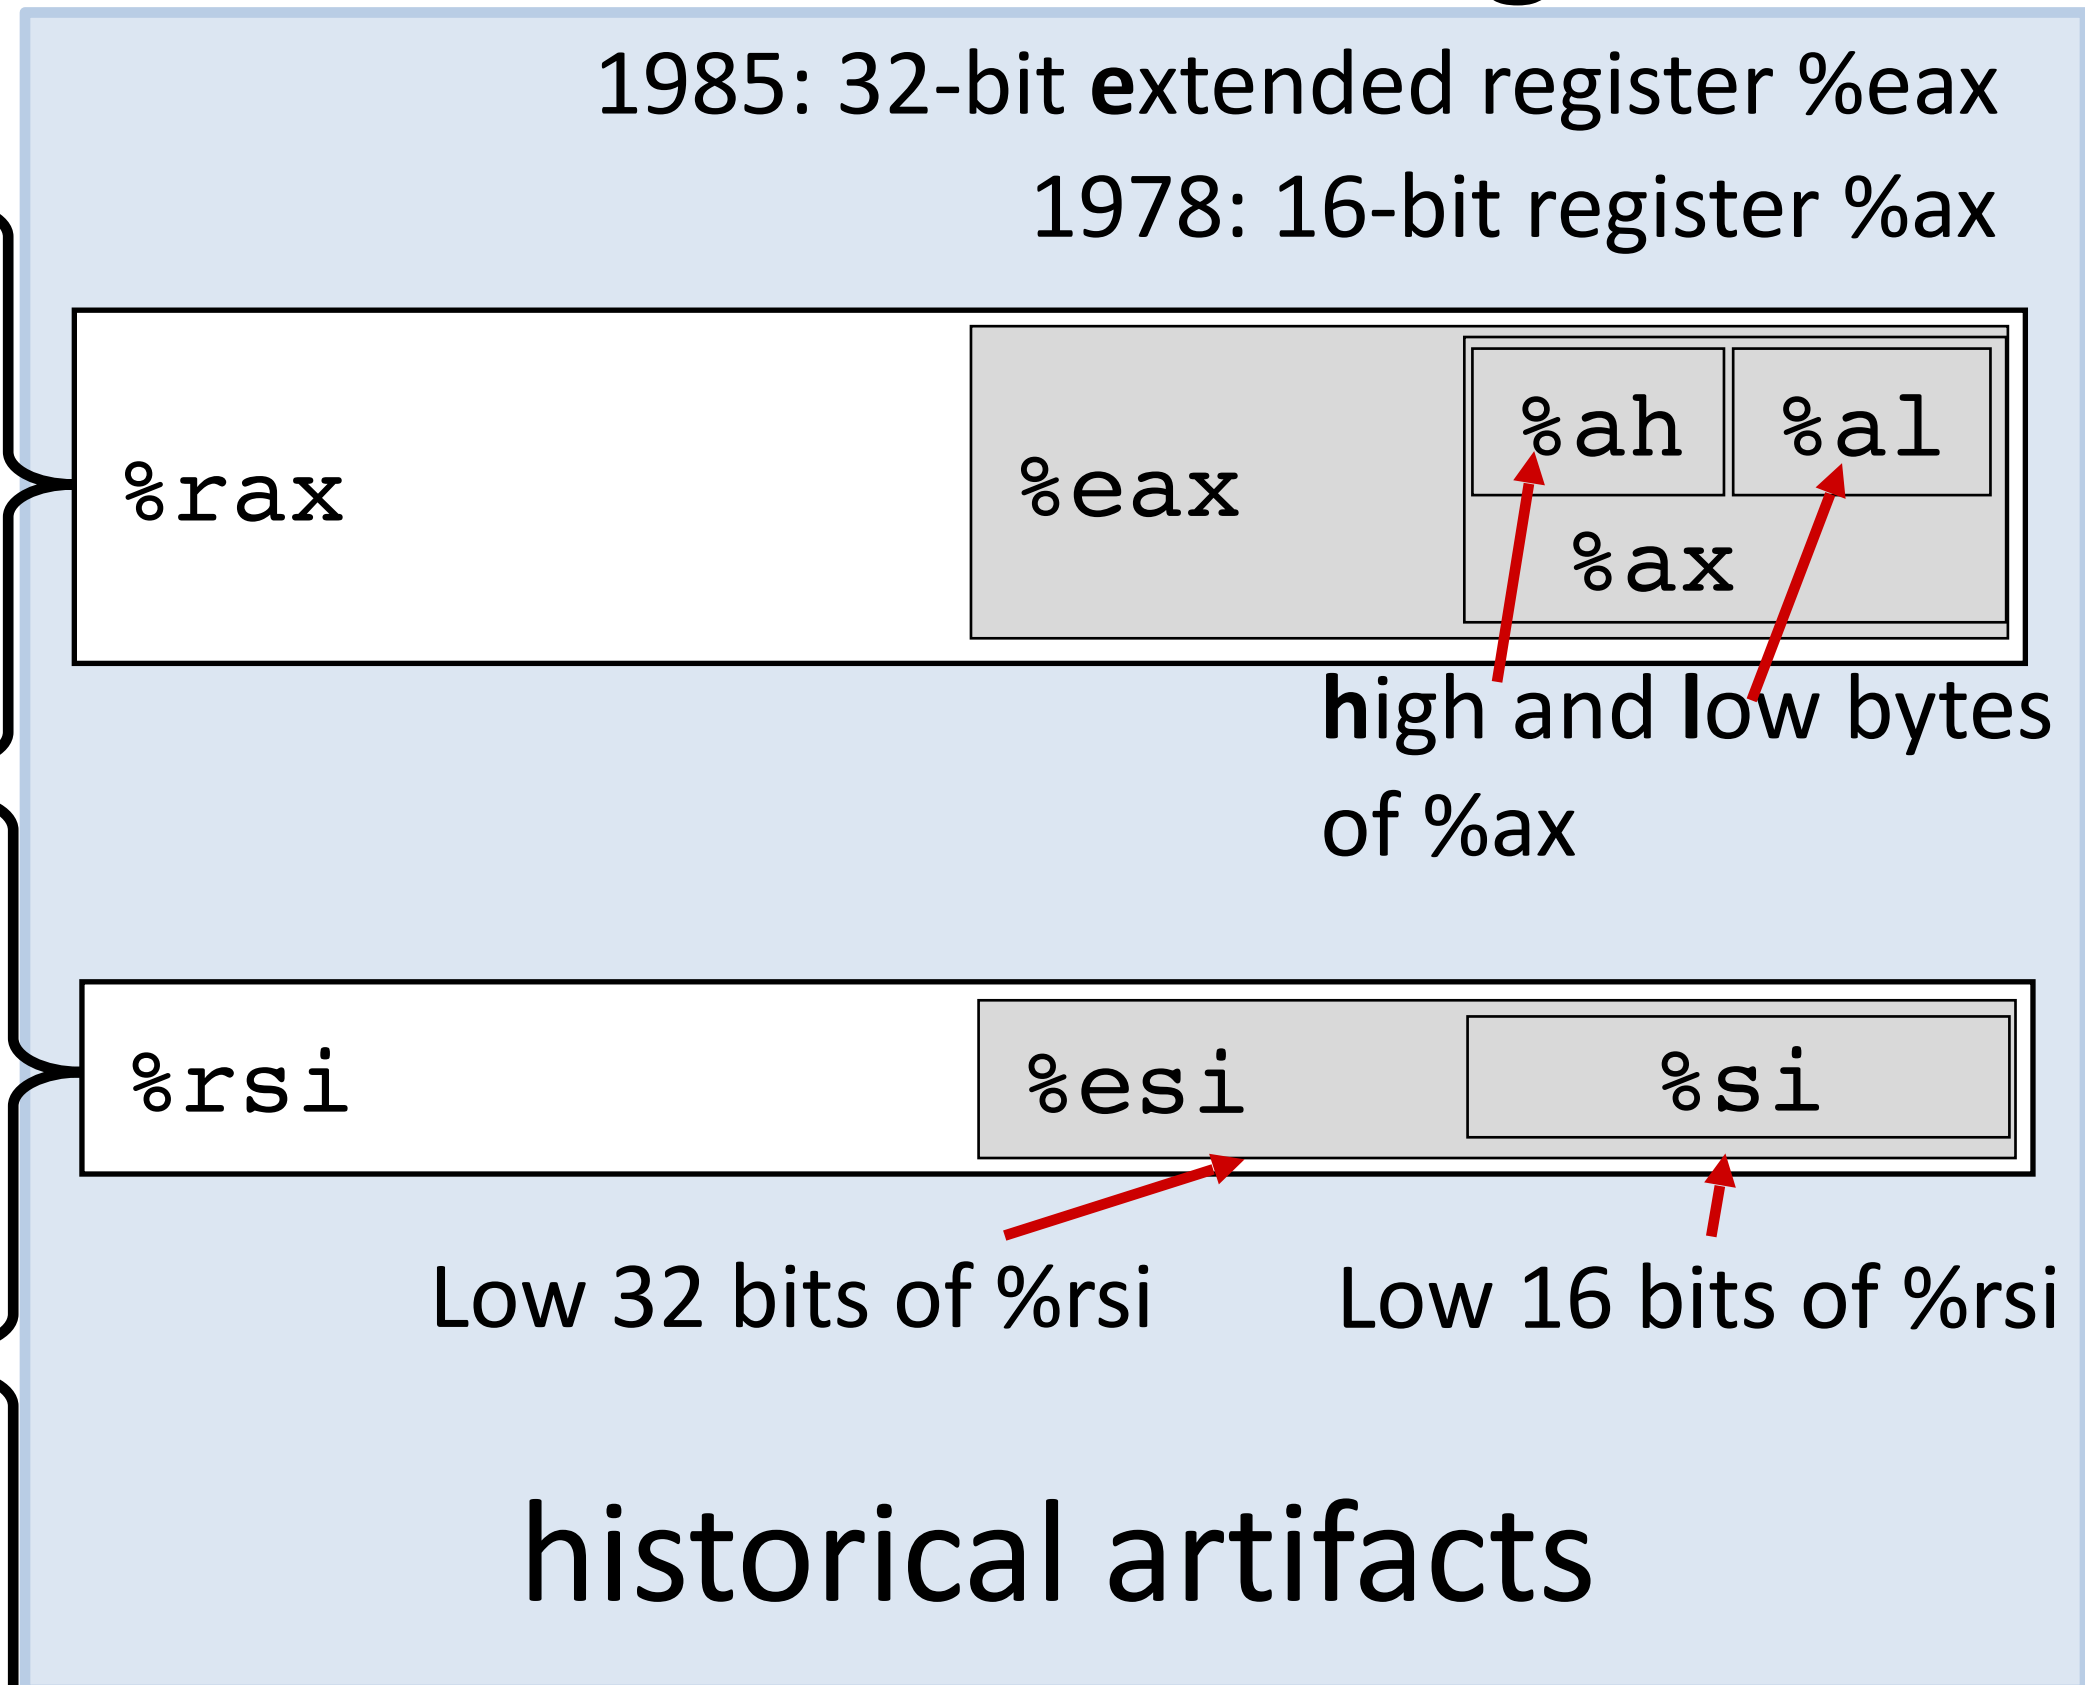 1985: 32-bit extended register %eax
1978: 16-bit register %ax
%rax %eax %ah %al
%ax
high and low bytes
of %ax
%rsi %esi %si
Low 32 bits of %rsi Low 16 bits of %rsi
historical artifacts